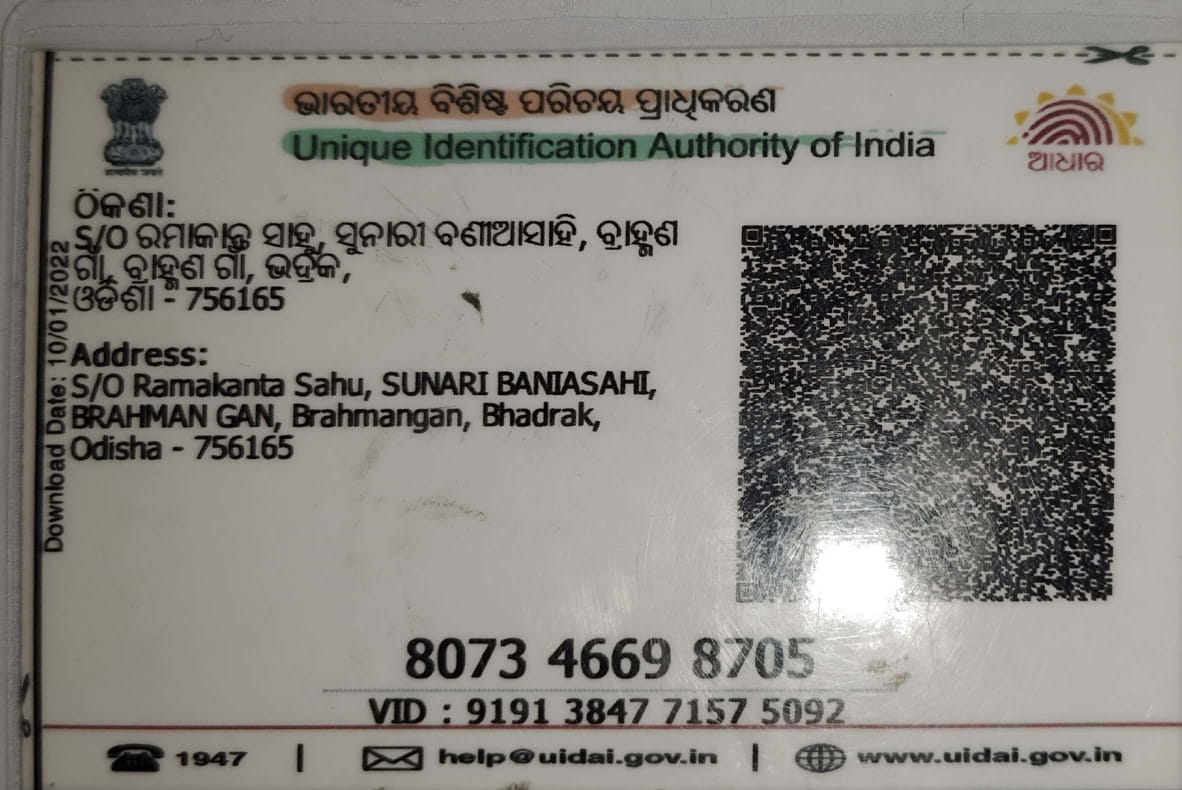 ଭାରତୀୟ ବିଶିଷ୍ଟ ପରିଚୟ ପ୍ରାଧିକରଣ
Unique Identification Authority of India
ଆଧାର
ଠିକଣା:
S/O ରମାକାନ୍ତ ସାହୁ, ସୁନାରୀ ବଣୀଆସାହି, ବ୍ରାହ୍ମଣ
ଗାଁ, ବ୍ରାହ୍ମଣ ଗାଁ, ଭଦ୍ରକ,
ଓଡିଶା - 756165
Address:
S/O Ramakanta Sahu, SUNARI BANIASAHI,
BRAHMAN GAN, Brahmangan, Bhadrak,
Odisha - 756165
Download Date: 10/01/2022
8073 4669 8705
VID : 9191 3847 7157 5092
1947 | help@uidai.gov.in | www.uidai.gov.in